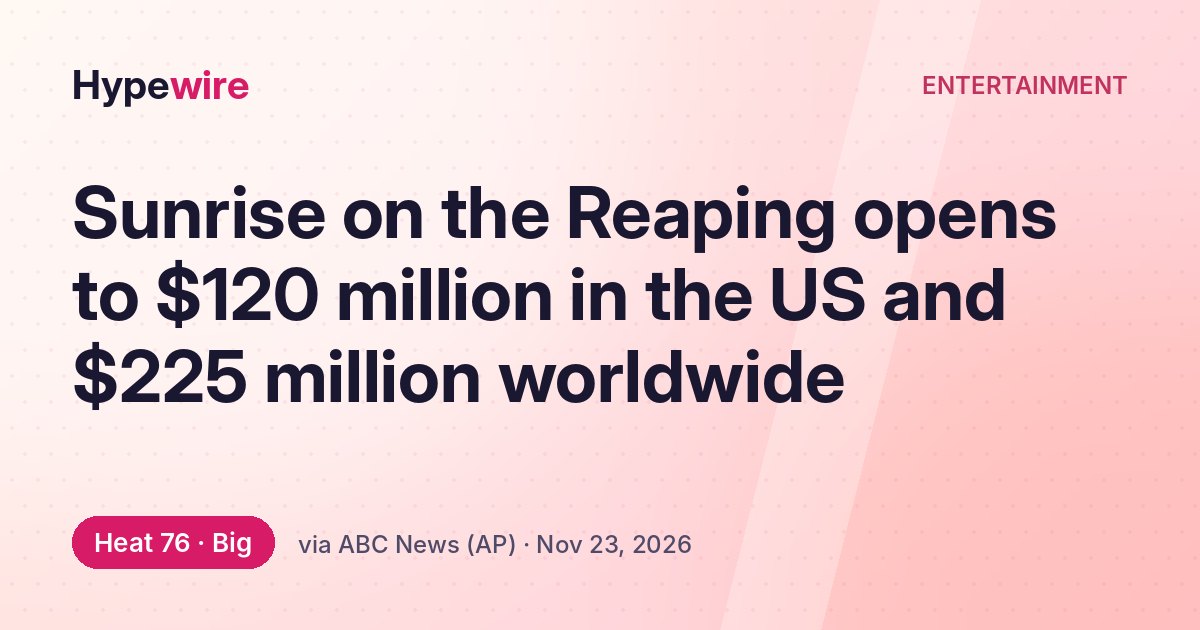 Hypewire
ENTERTAINMENT
Sunrise on the Reaping opens
to $120 million in the US and
$225 million worldwide
Heat 76 · Big
via ABC News (AP) · Nov 23, 2026